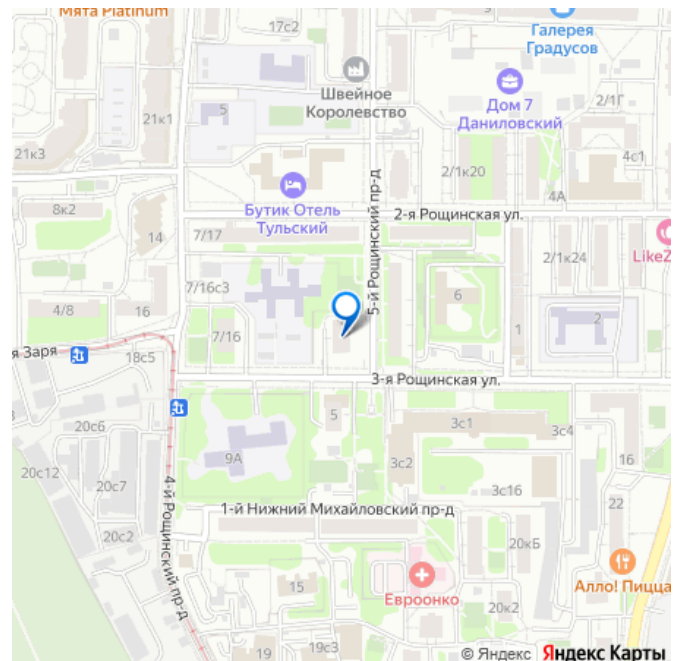 Мята Platinum
17с2
Галерея
Градусов
Швейное
Королевство
5
21к1
21к3
Дом 7
Даниловский
2/1Г
4с1
2/1к20
4А
8к2
Бутик Отель
Тульский
5-й Рощинский пр-д
2-я Рощинская ул.
14
7/17
LikeZ
2/1к24
7/16с3
6
4/8
16
7/16
1
2
я Заря
18с5
3-я Рощинская ул.
5
3с1
3с4
20с6
9А
3с2
16
20с12
20с7
4-й Рощинский пр-д
3с16
22
1-й Нижний Михайловский пр-д
20с2
20кБ
15
Евроонко
Алло! Пицца
20к2
19
19с3
© Яндекс Яндекс Карты